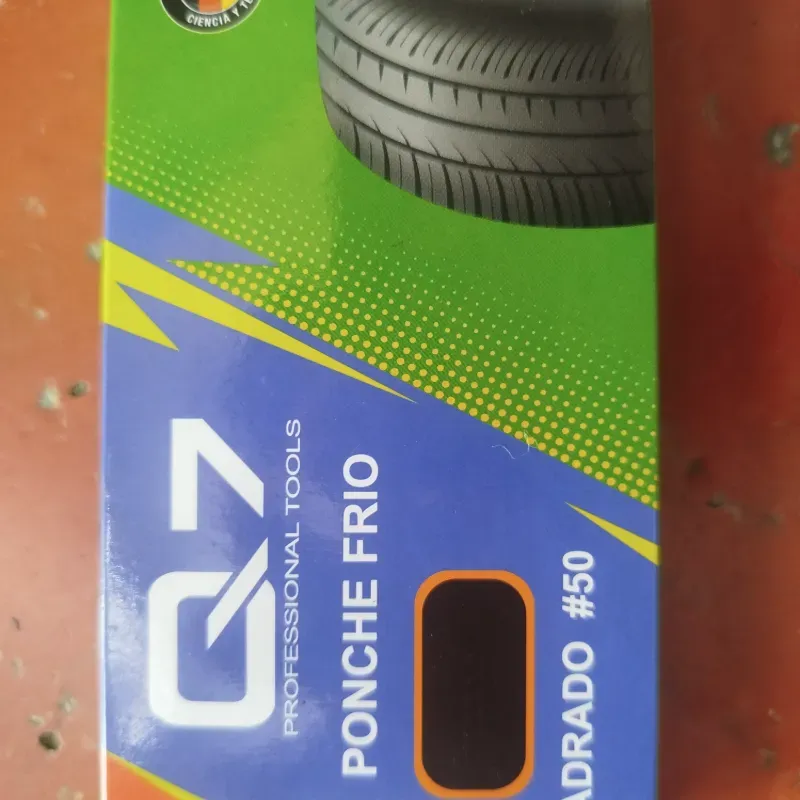 CIENCIA Y
Q7
PROFESSIONAL TOOLS
PONCHE FRIO
ADRADO #50